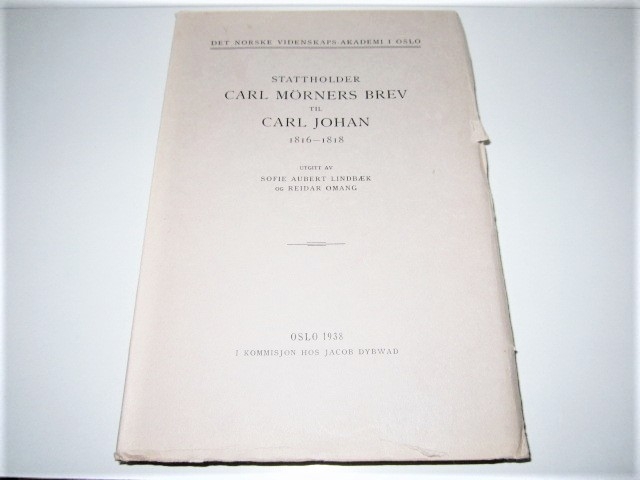 DET NORSKE VIDENSKAPS-AKADEMI I OSLO
STATTHOLDER
CARL MÖRNERS BREV
TIL
CARL JOHAN
1816–1818
UTGITT AV
SOFIE AUBERT LINDBÆK
OG REIDAR OMANG
OSLO 1938
I KOMMISJON HOS JACOB DYBWAD